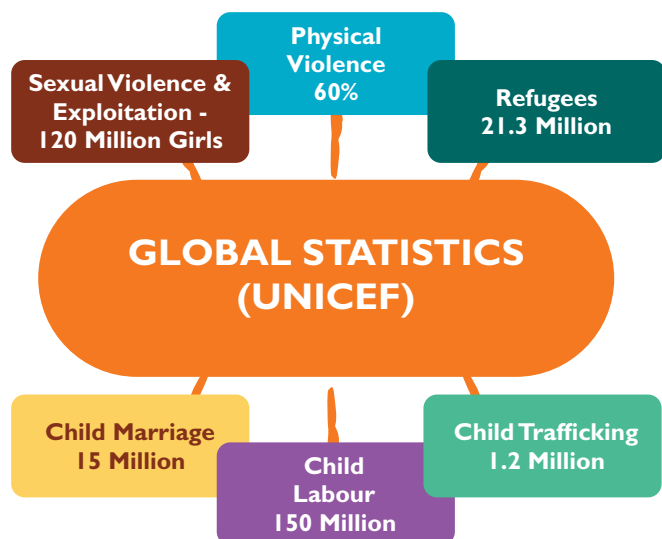 Physical
Violence
60%
Sexual Violence &
Exploitation -
120 Million Girls
Refugees
21.3 Million
GLOBAL STATISTICS
(UNICEF)
Child Marriage
15 Million
Child
Labour
150 Million
Child Trafficking
1.2 Million